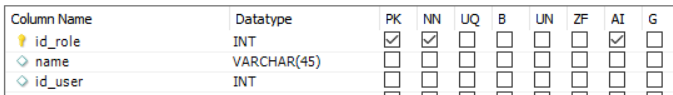 Column Name Datatype PK NN UQ B UN ZF AI G
id_role INT
name VARCHAR(45)
id_user INT